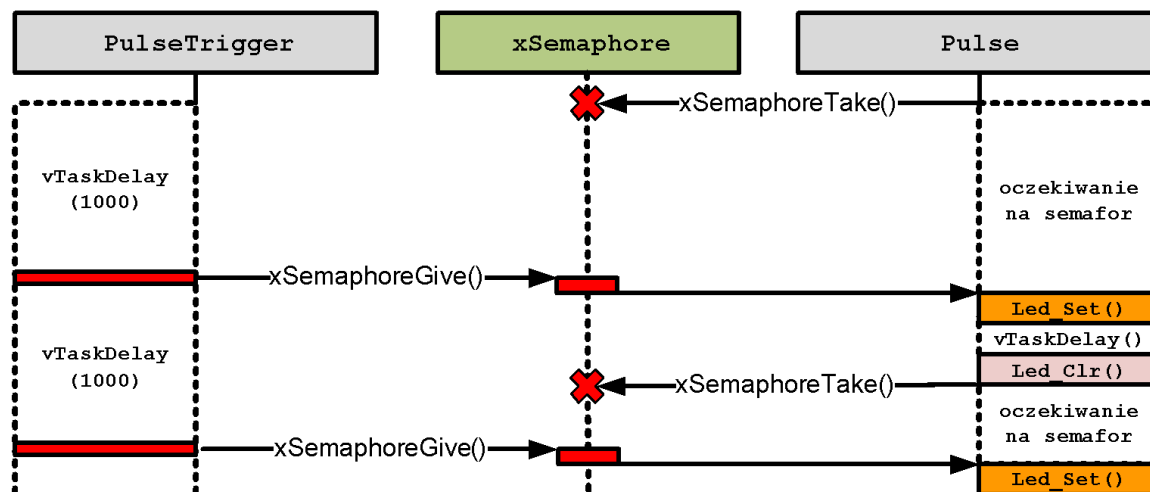 PulseTrigger
xSemaphore
Pulse
xSemaphoreTake()
vTaskDelay
(1000)
oczekiwanie
na semafor
xSemaphoreGive()
Led_Set()
vTaskDelay()
vTaskDelay
(1000)
Led_Clr()
xSemaphoreTake()
oczekiwanie
na semafor
xSemaphoreGive()
Led_Set()